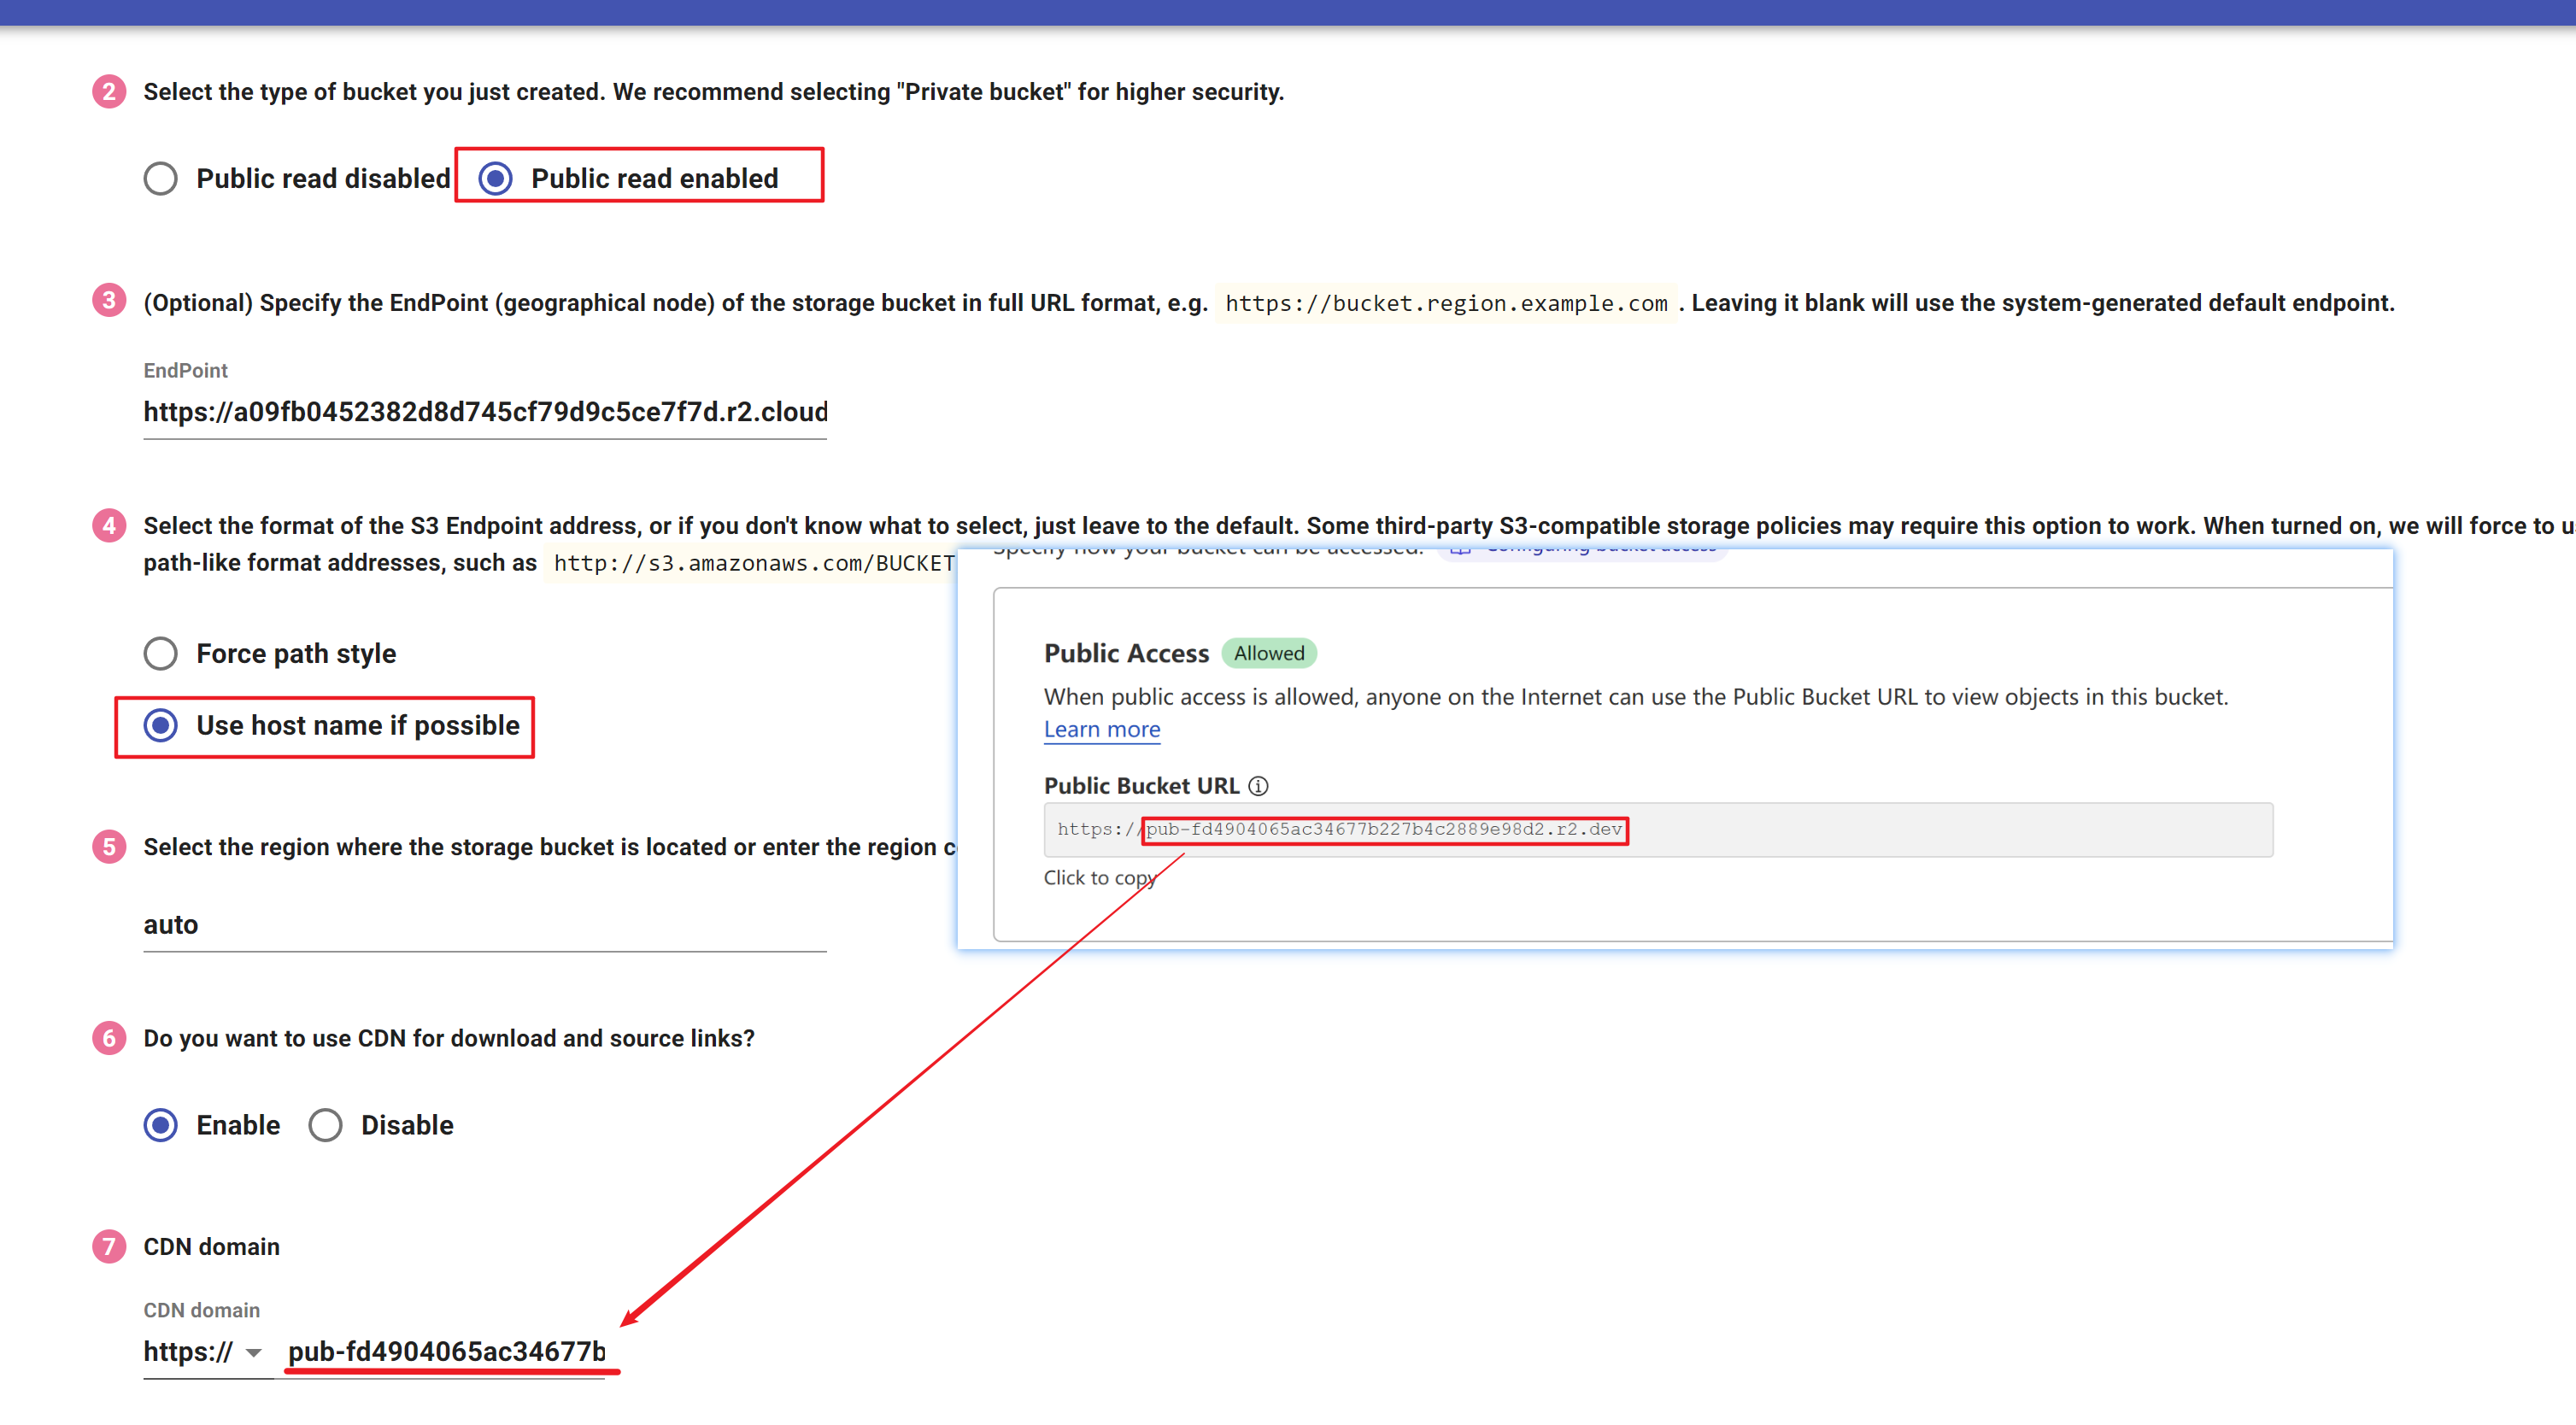 2 Select the type of bucket you just created. We recommend selecting "Private bucket" for higher security.
Public read disabled Public read enabled
3 (Optional) Specify the EndPoint (geographical node) of the storage bucket in full URL format, e.g. https://bucket.region.example.com . Leaving it blank will use the system-generated default endpoint.
EndPoint
https://a09fb0452382d8d745cf79d9c5ce7f7d.r2.cloud
4 Select the format of the S3 Endpoint address, or if you don't know what to select, just leave to the default. Some third-party S3-compatible storage policies may require this option to work. When turned on, we will force to u
path-like format addresses, such as http://s3.amazonaws.com/BUCKET
Specify how your bucket can be accessed. Configuring bucket access
Force path style
Use host name if possible
Public Access Allowed
When public access is allowed, anyone on the Internet can use the Public Bucket URL to view objects in this bucket.
Learn more
Public Bucket URL
https://pub-fd4904065ac34677b227b4c2889e98d2.r2.dev
Click to copy
5 Select the region where the storage bucket is located or enter the region c
auto
6 Do you want to use CDN for download and source links?
Enable Disable
7 CDN domain
CDN domain
https:// pub-fd4904065ac34677b